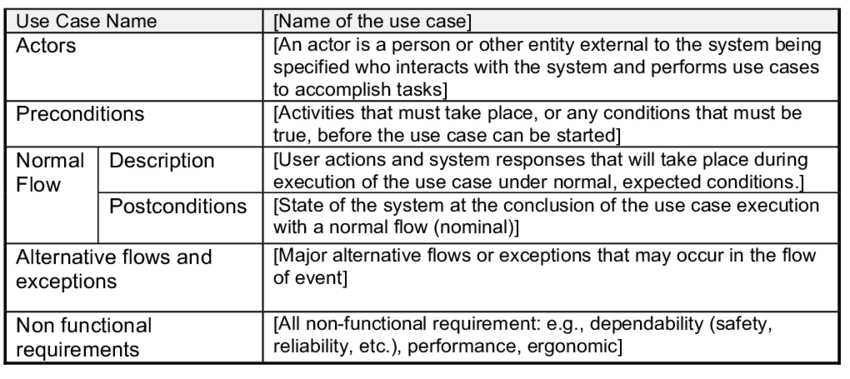 Use Case Name
[Name of the use case]
Actors
[An actor is a person or other entity external to the system being
specified who interacts with the system and performs use cases
to accomplish tasks]
Preconditions
[Activities that must take place, or any conditions that must be
true, before the use case can be started]
Normal
Flow
Description
[User actions and system responses that will take place during
execution of the use case under normal, expected conditions.]
Postconditions
[State of the system at the conclusion of the use case execution
with a normal flow (nominal)]
Alternative flows and
exceptions
[Major alternative flows or exceptions that may occur in the flow
of event]
Non functional
requirements
[All non-functional requirement: e.g., dependability (safety,
reliability, etc.), performance, ergonomic]